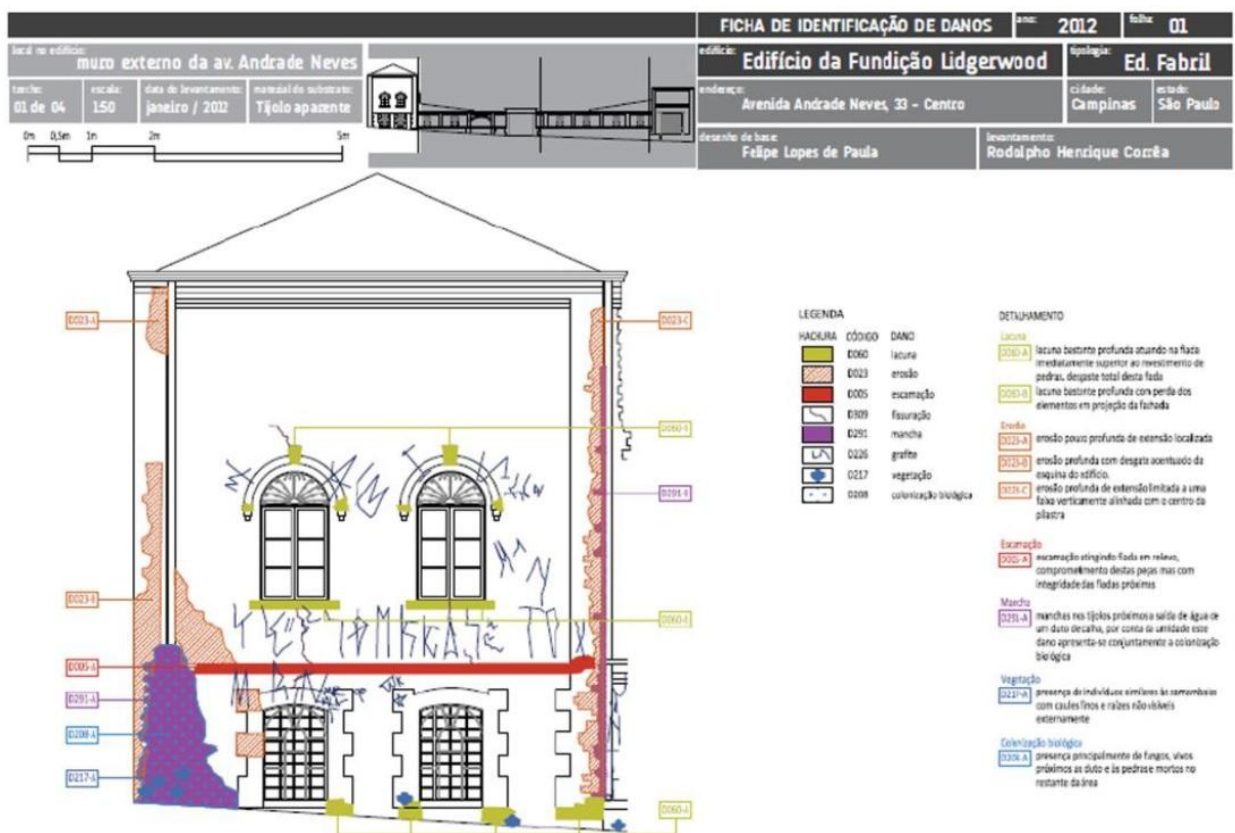 FICHA DE IDENTIFICAÇÃO DE DANOS
ano: 2012
folha: 01
local no edifício:
muro externo da av. Andrade Neves
trecho:
01 de 04
escala:
1:50
data do levantamento:
janeiro / 2012
material do substrato:
Tijolo aparente
0m 0,5m 1m 2m 5m
edifício:
Edifício da Fundição Lidgerwood
tipologia:
Ed. Fabril
endereço:
Avenida Andrade Neves, 33 - Centro
cidade:
Campinas
estado:
São Paulo
desenho de base:
Felipe Lopes de Paula
levantamento:
Rodolpho Henrique Corrêa
D023-A
D023-B
D005-A
D291-A
D208-A
D217-A
D023-C
D060-B
D291-A
D060-B
D060-A
LEGENDA
HACHURA CÓDIGO DANO
D060 lacuna
D023 erosão
D005 escamação
D309 fissuração
D291 mancha
D226 grafite
D217 vegetação
D208 colonização biológica
DETALHAMENTO
Lacuna
D060-A lacuna bastante profunda atuando na fiada
imediatamente superior ao revestimento de
pedras, desgaste total desta fiada
D060-B lacuna bastante profunda com perda dos
elementos em projeção da fachada
Erosão
D023-A erosão pouco profunda de extensão localizada
D023-B erosão profunda com desgate acentuado da
esquina do edifício.
D023-C erosão profunda de extensão limitada a uma
faixa verticamente alinhada com o centro da
pilastra
Escamação
D005-A escamação atingindo fiada em relevo,
comprometimento destas peças mas com
integridade das fiadas próximas
Mancha
D291-A manchas nos tijolos próximos a saída de água de
um duto de calha, por conta da umidade este
dano apresenta-se conjuntamente a colonização
biológica
Vegetação
D217-A presença de indivíduos similares às samambaias
com caules finos e raízes não visíveis
externamente
Colonização biológica
D208-A presença principalmente de fungos, vivos
próximos ao duto e às pedras e mortos no
restante da área